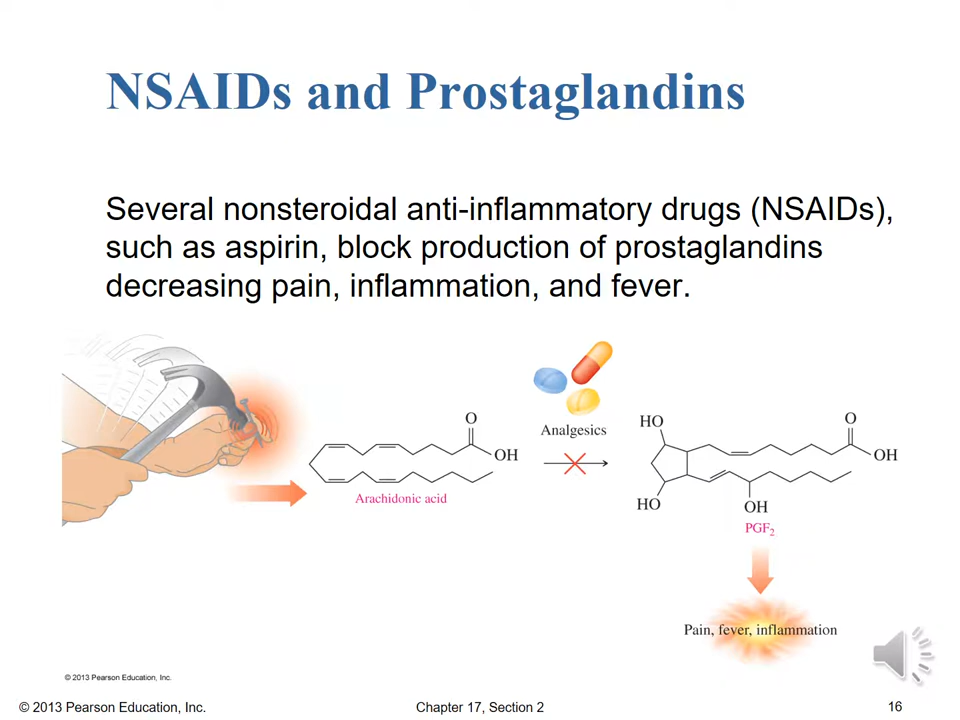 NSAIDs and Prostaglandins
Several nonsteroidal anti-inflammatory drugs (NSAIDs),
such as aspirin, block production of prostaglandins
decreasing pain, inflammation, and fever.
Analgesics
O
OH
Arachidonic acid
HO
O
OH
HO
OH
PGF₂
Pain, fever, inflammation
© 2013 Pearson Education, Inc.
© 2013 Pearson Education, Inc.
Chapter 17, Section 2
16